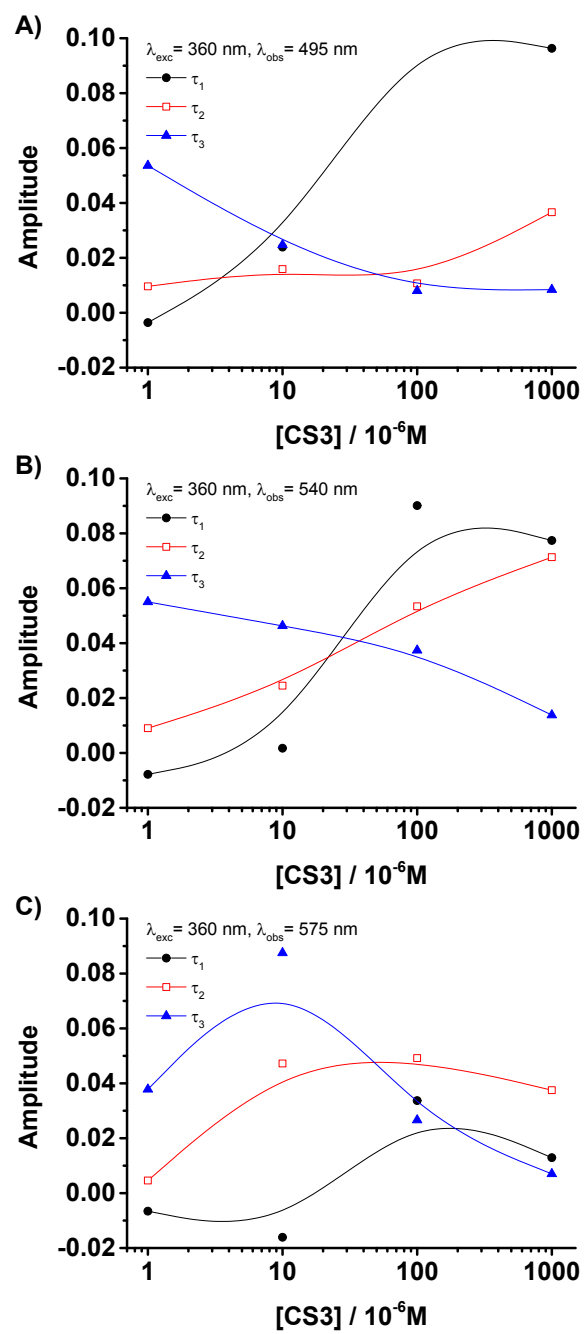 A)
λexc= 360 nm, λobs= 495 nm
τ1
τ2
τ3
Amplitude
0.10
0.08
0.06
0.04
0.02
0.00
-0.02
1 10 100 1000
[CS3] / 10-6M
B)
λexc= 360 nm, λobs= 540 nm
τ1
τ2
τ3
Amplitude
0.10
0.08
0.06
0.04
0.02
0.00
-0.02
1 10 100 1000
[CS3] / 10-6M
C)
λexc= 360 nm, λobs= 575 nm
τ1
τ2
τ3
Amplitude
0.10
0.08
0.06
0.04
0.02
0.00
-0.02
1 10 100 1000
[CS3] / 10-6M